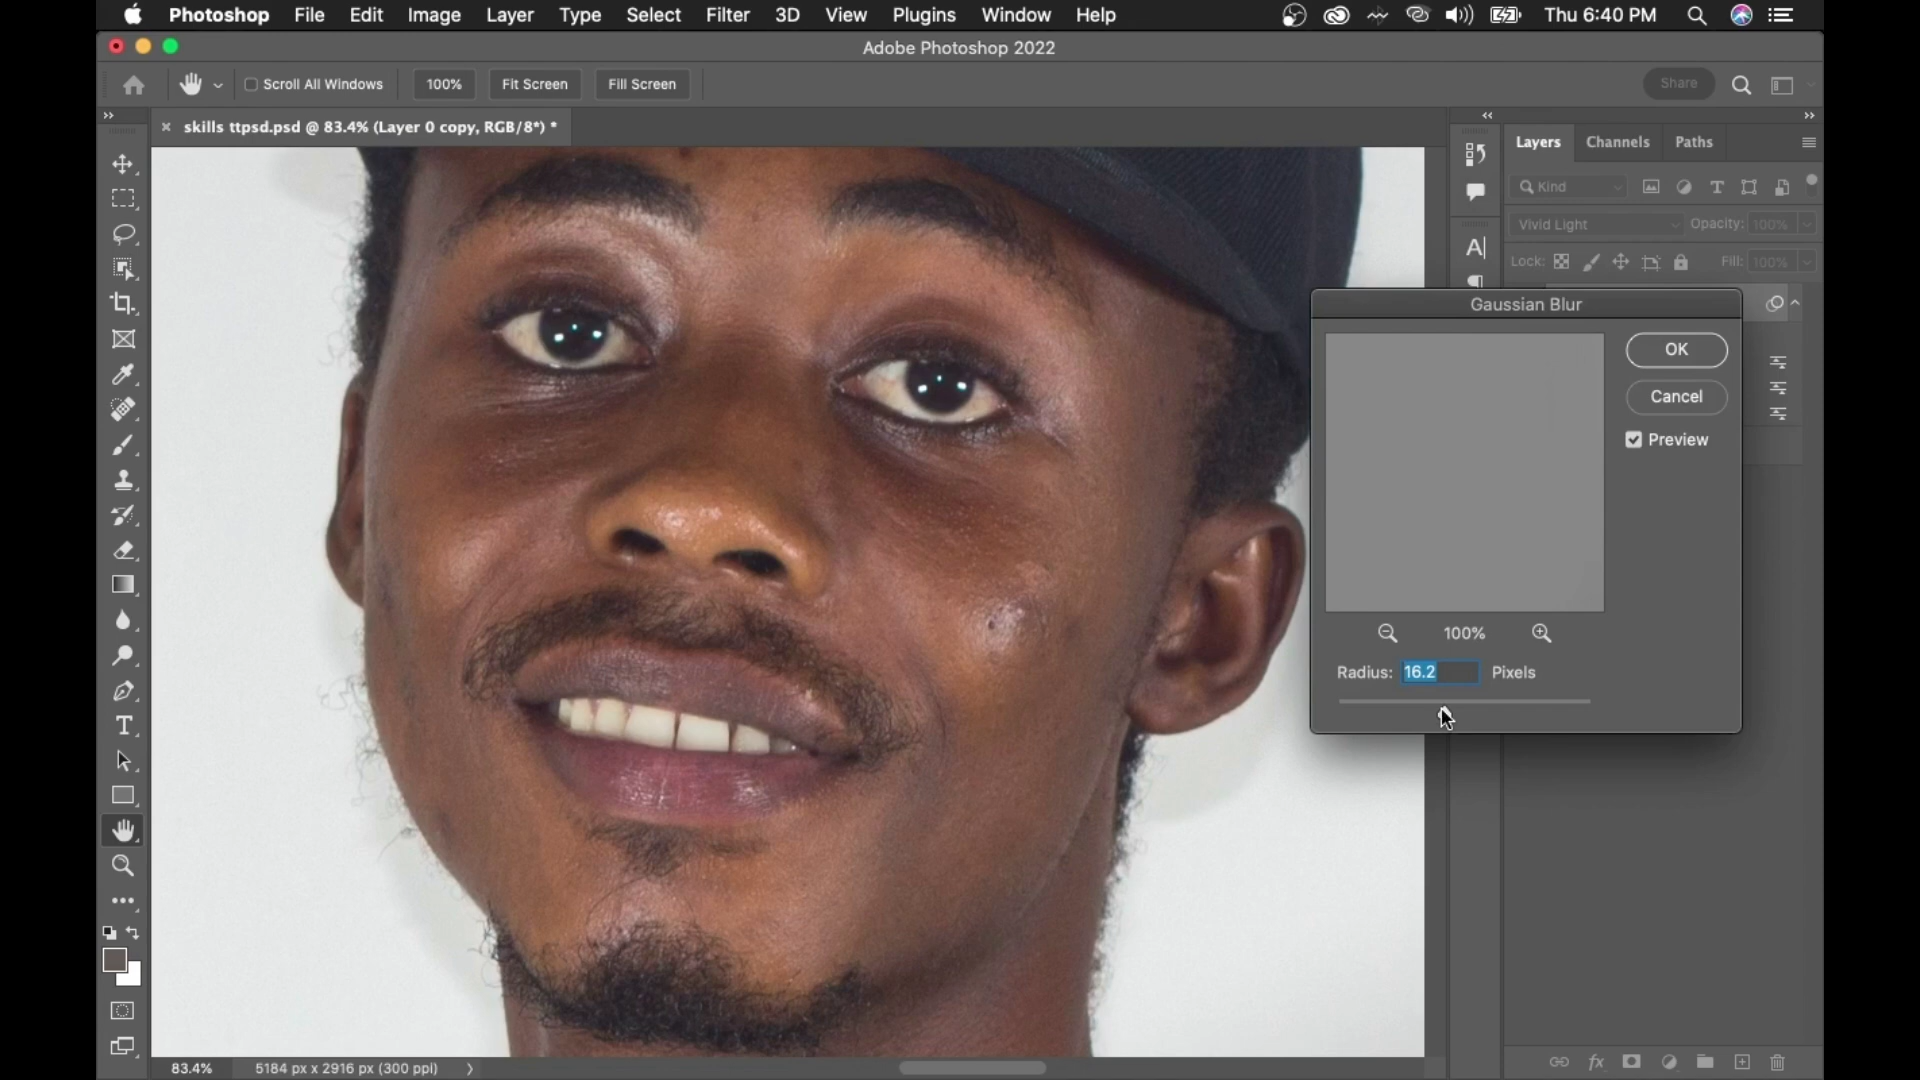 Photoshop File Edit Image Layer Type Select Filter 3D View Plugins Window Help Thu 6:40 PM
Adobe Photoshop 2022
Scroll All Windows 100% Fit Screen Fill Screen Share
skills ttpsd.psd @ 83.4% (Layer 0 copy, RGB/8*) *
Layers Channels Paths
Kind
Vivid Light Opacity: 100%
Lock: Fill: 100%
Gaussian Blur
OK
Cancel
Preview
100%
Radius: 16.2 Pixels
83.4% 5184 px x 2916 px (300 ppi)